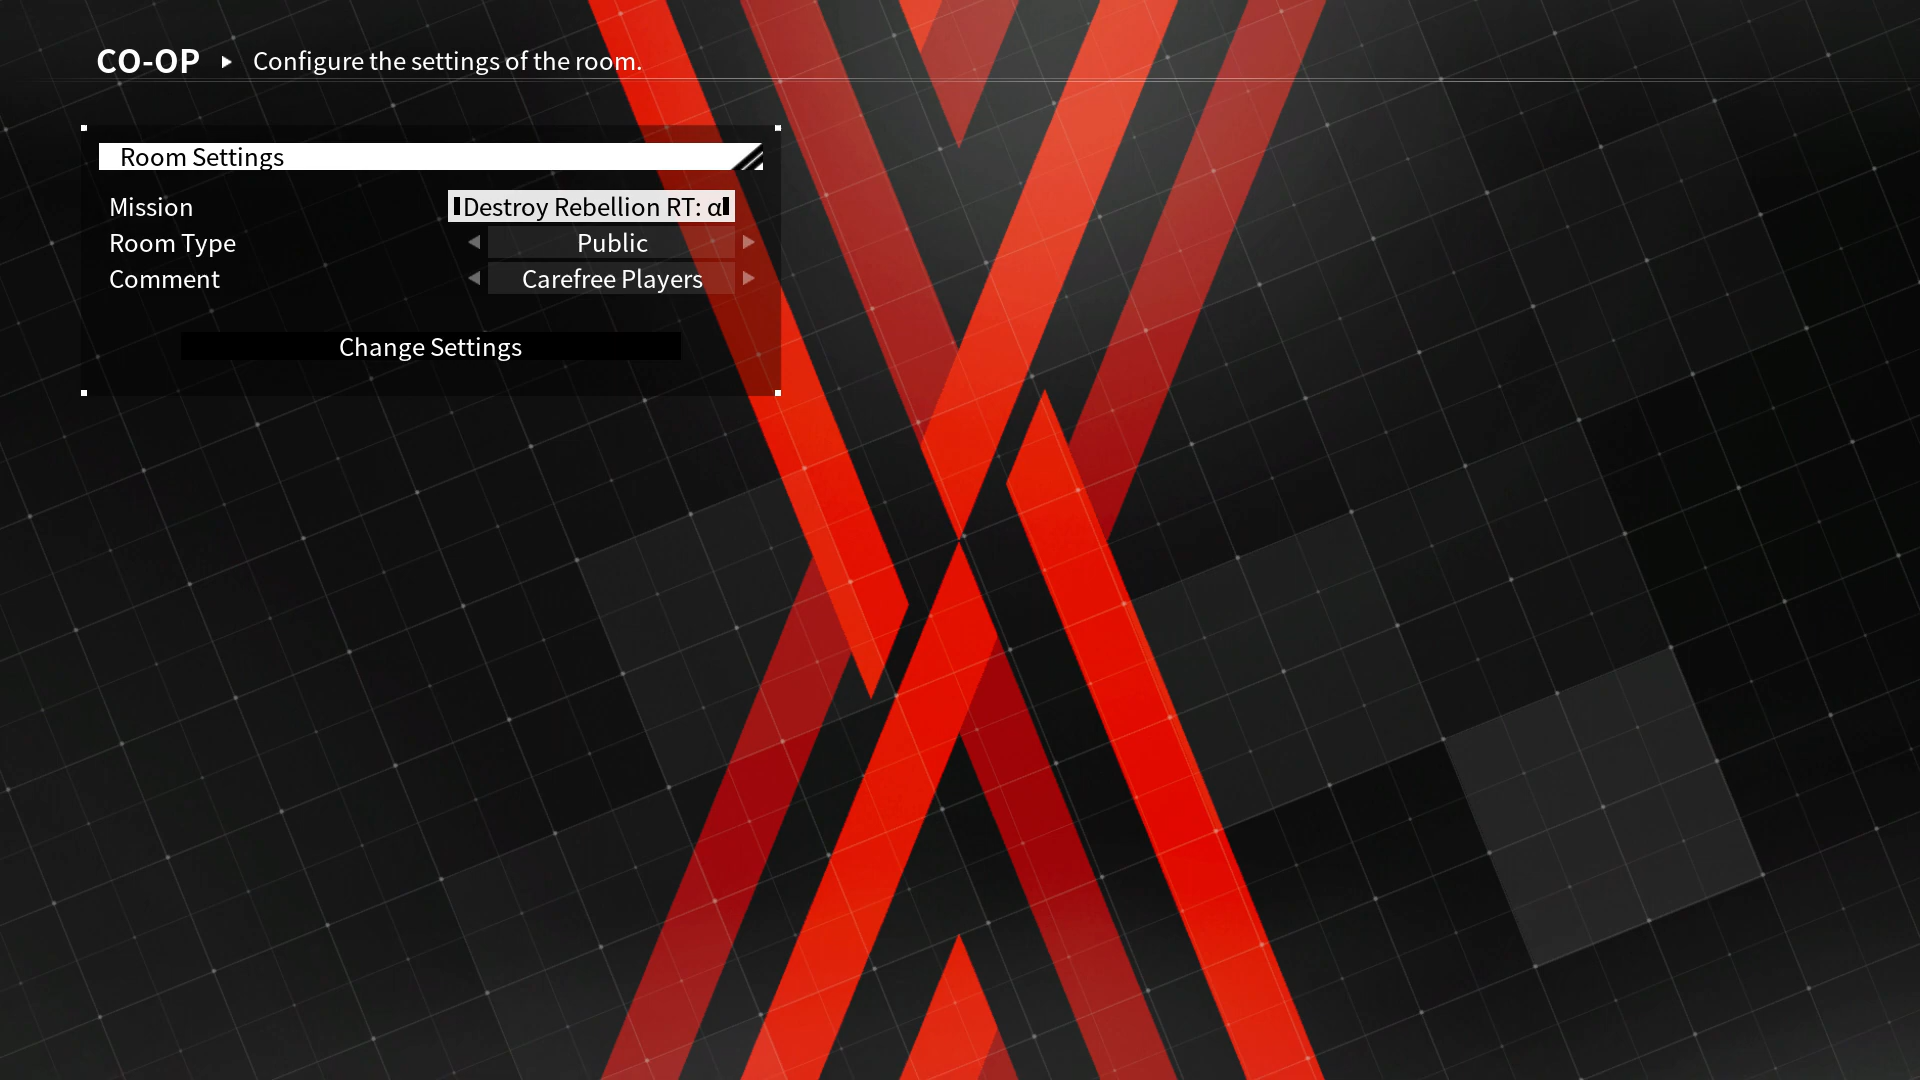 CO-OP ▶ Configure the settings of the room.
Room Settings
Mission Destroy Rebellion RT: α
Room Type Public
Comment Carefree Players
Change Settings